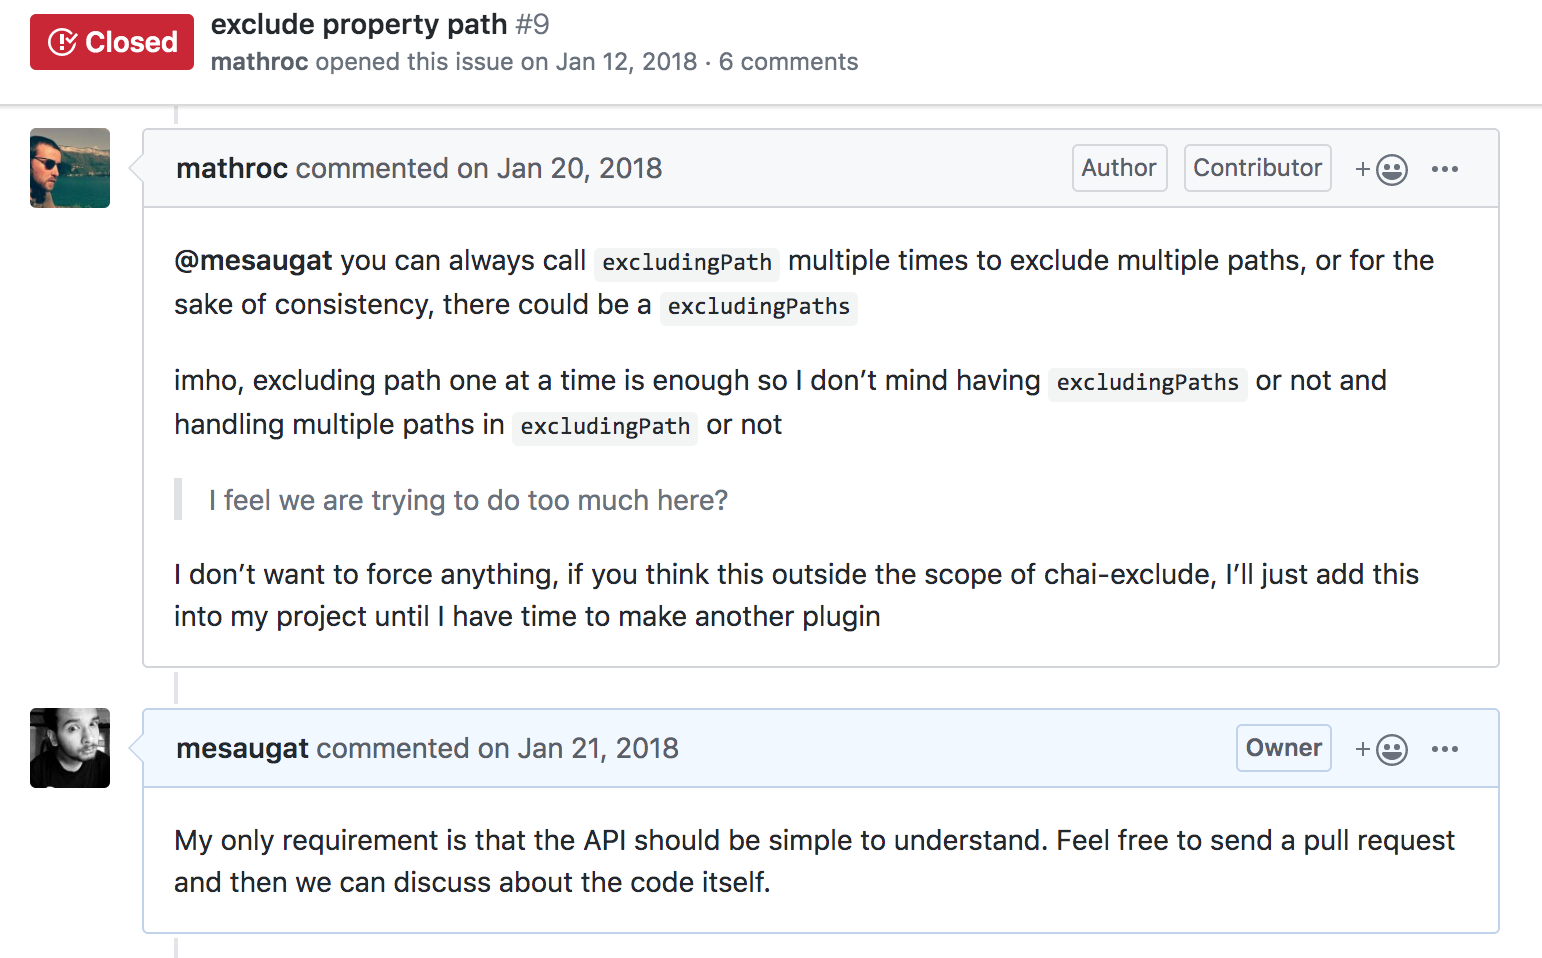 Closed
exclude property path #9
mathroc opened this issue on Jan 12, 2018 · 6 comments
mathroc commented on Jan 20, 2018
Author
Contributor
@mesaugat you can always call excludingPath multiple times to exclude multiple paths, or for the
sake of consistency, there could be a excludingPaths
imho, excluding path one at a time is enough so I don’t mind having excludingPaths or not and
handling multiple paths in excludingPath or not
I feel we are trying to do too much here?
I don’t want to force anything, if you think this outside the scope of chai-exclude, I’ll just add this
into my project until I have time to make another plugin
mesaugat commented on Jan 21, 2018
Owner
My only requirement is that the API should be simple to understand. Feel free to send a pull request
and then we can discuss about the code itself.